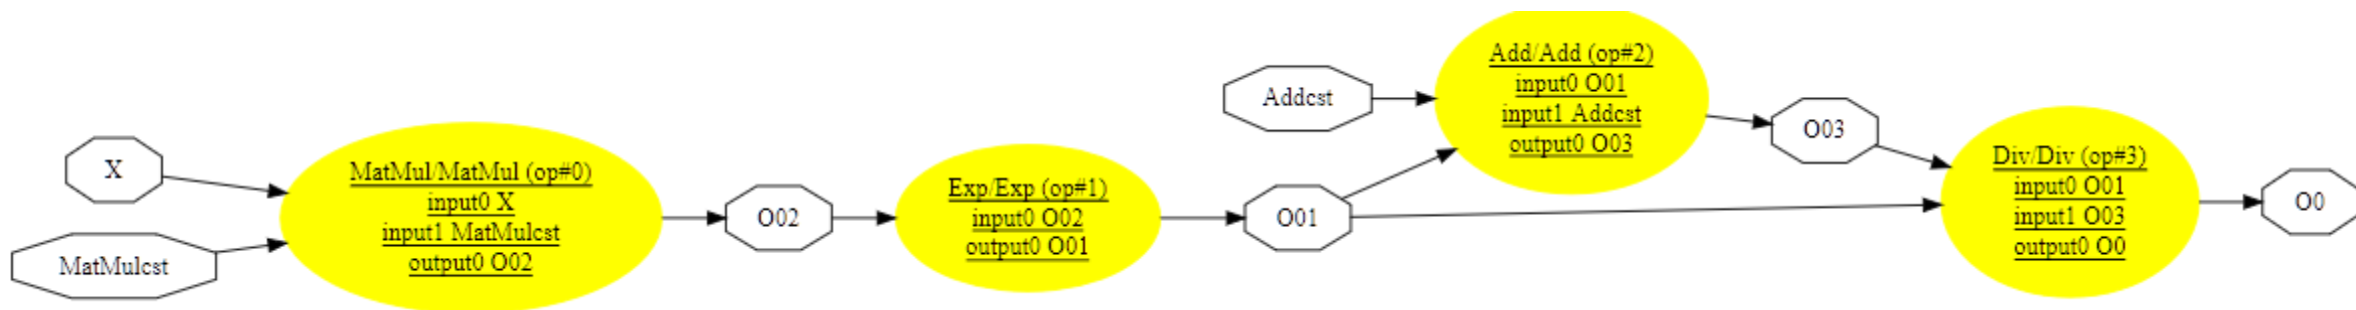 X
MatMulcst
MatMul/MatMul (op#0)
input0 X
input1 MatMulcst
output0 O02
O02
Exp/Exp (op#1)
input0 O02
output0 O01
O01
Addcst
Add/Add (op#2)
input0 O01
input1 Addcst
output0 O03
O03
Div/Div (op#3)
input0 O01
input1 O03
output0 O0
O0